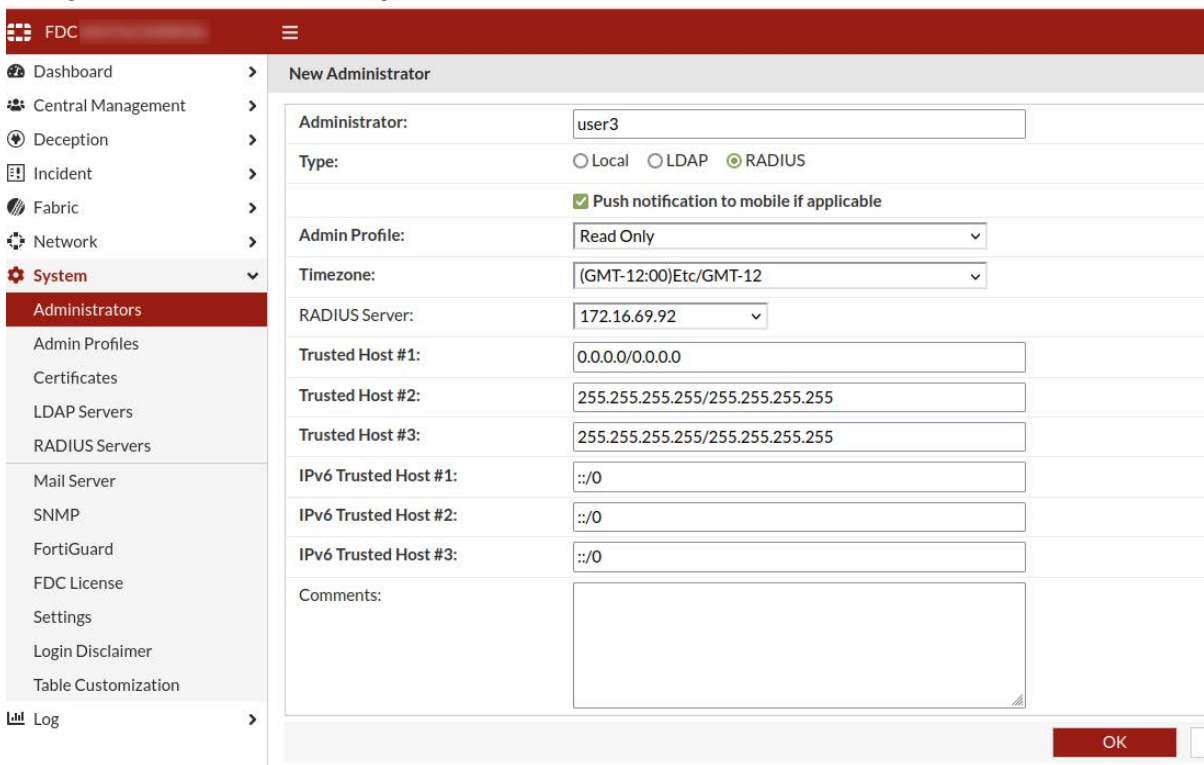 FDC
New Administrator
Dashboard
Central Management
Deception
Incident
Fabric
Network
System
Administrators
Admin Profiles
Certificates
LDAP Servers
RADIUS Servers
Mail Server
SNMP
FortiGuard
FDC License
Settings
Login Disclaimer
Table Customization
Log
Administrator: user3
Type: Local LDAP RADIUS
Push notification to mobile if applicable
Admin Profile: Read Only
Timezone: (GMT-12:00)Etc/GMT-12
RADIUS Server: 172.16.69.92
Trusted Host #1: 0.0.0.0/0.0.0.0
Trusted Host #2: 255.255.255.255/255.255.255.255
Trusted Host #3: 255.255.255.255/255.255.255.255
IPv6 Trusted Host #1: ::/0
IPv6 Trusted Host #2: ::/0
IPv6 Trusted Host #3: ::/0
Comments:
OK